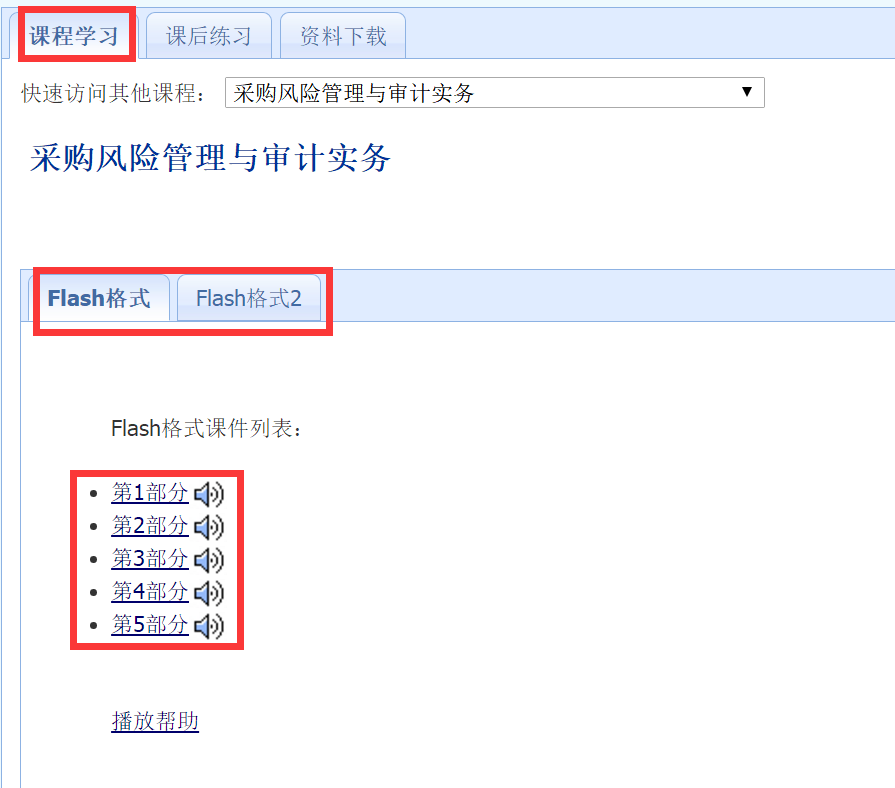 课程学习 课后练习 资料下载
快速访问其他课程： 采购风险管理与审计实务
采购风险管理与审计实务
Flash格式 Flash格式2
Flash格式课件列表：
第1部分
第2部分
第3部分
第4部分
第5部分
播放帮助